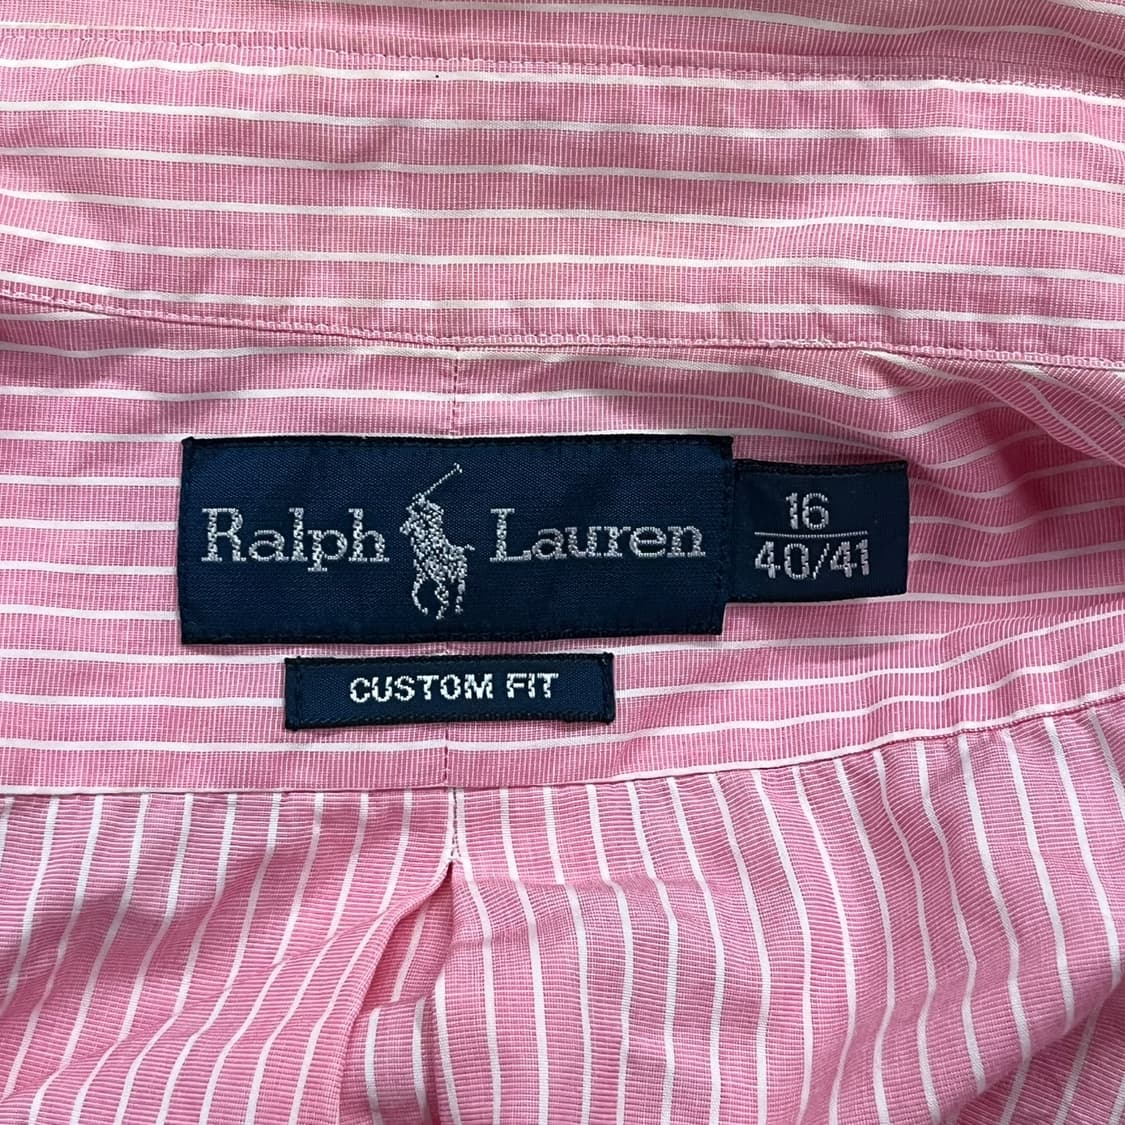 Ralph Lauren
16
40/41
CUSTOM FIT